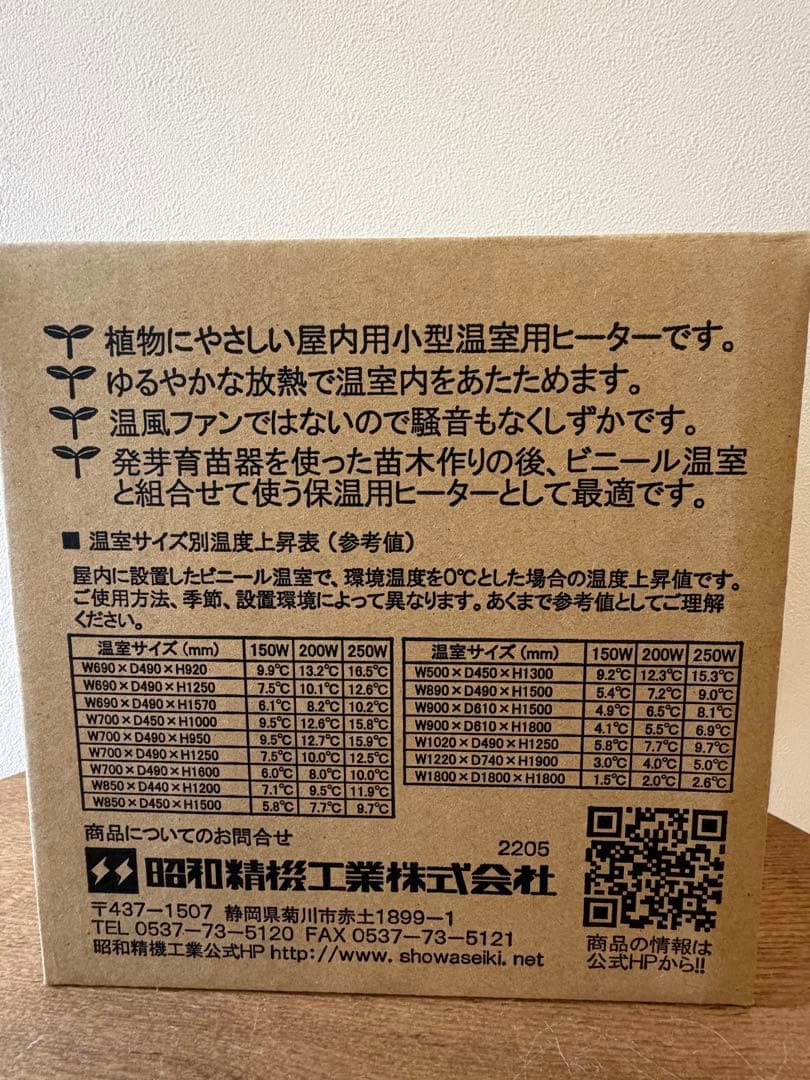 植物にやさしい屋内用小型温室用ヒーターです。
ゆるやかな放熱で温室内をあたためます。
温風ファンではないので騒音もなくしずかです。
発芽育苗器を使った苗木作りの後、ビニール温室
と組合せて使う保温用ヒーターとして最適です。
■ 温室サイズ別温度上昇表（参考値）
屋内に設置したビニール温室で、環境温度を0℃とした場合の温度上昇値です。
ご使用方法、季節、設置環境によって異なります。あくまで参考値としてご理解
ください。
温室サイズ（mm） 150W 200W 250W
W690×D490×H920 9.9℃ 13.2℃ 16.5℃
W690×D490×H1250 7.5℃ 10.1℃ 12.6℃
W690×D490×H1570 6.1℃ 8.2℃ 10.2℃
W700×D450×H1000 9.5℃ 12.6℃ 15.8℃
W700×D490×H950 9.5℃ 12.7℃ 15.9℃
W700×D490×H1250 7.5℃ 10.0℃ 12.5℃
W700×D490×H1600 6.0℃ 8.0℃ 10.0℃
W850×D440×H1200 7.1℃ 9.5℃ 11.9℃
W850×D450×H1500 5.8℃ 7.7℃ 9.7℃
温室サイズ（mm） 150W 200W 250W
W500×D450×H1300 9.2℃ 12.3℃ 15.3℃
W890×D490×H1500 5.4℃ 7.2℃ 9.0℃
W900×D610×H1500 4.9℃ 6.5℃ 8.1℃
W900×D610×H1800 4.1℃ 5.5℃ 6.9℃
W1020×D490×H1250 5.8℃ 7.7℃ 9.7℃
W1220×D740×H1900 3.0℃ 4.0℃ 5.0℃
W1800×D1800×H1800 1.5℃ 2.0℃ 2.6℃
商品についてのお問合せ
2205
昭和精機工業株式会社
〒437-1507 静岡県菊川市赤土1899-1
TEL 0537-73-5120 FAX 0537-73-5121
昭和精機工業公式HP http://www.showaseiki.net
商品の情報は
公式HPから!!